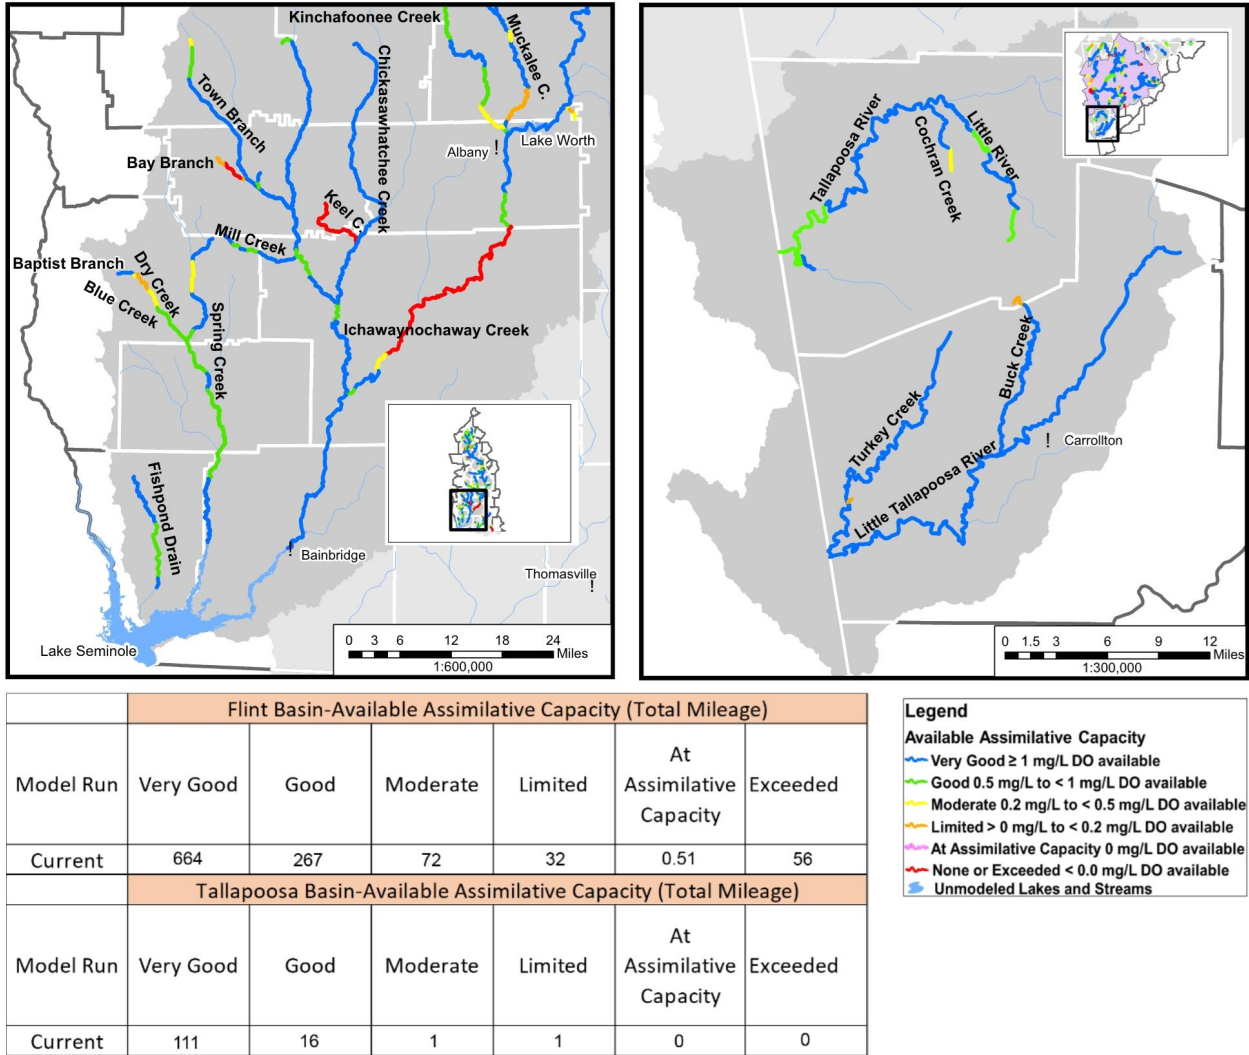 Kinchafoonee Creek
Muckalee C.
Chickasawhatchee Creek
Town Branch
Lake Worth
Albany
Bay Branch
Keel C.
Mill Creek
Baptist Branch
Dry Creek
Blue Creek
Spring Creek
Ichawaynochaway Creek
Fishpond Drain
Bainbridge
Thomasville
Lake Seminole
0 3 6 12 18 24
Miles
1:600,000
Tallapoosa River
Cochran Creek
Little River
Buck Creek
Turkey Creek
Carrollton
Little Tallapoosa River
0 1.5 3 6 9 12
Miles
1:300,000
Flint Basin-Available Assimilative Capacity (Total Mileage)
Model Run Very Good Good Moderate Limited At Assimilative Capacity Exceeded
Current 664 267 72 32 0.51 56
Tallapoosa Basin-Available Assimilative Capacity (Total Mileage)
Model Run Very Good Good Moderate Limited At Assimilative Capacity Exceeded
Current 111 16 1 1 0 0
Legend
Available Assimilative Capacity
Very Good ≥ 1 mg/L DO available
Good 0.5 mg/L to < 1 mg/L DO available
Moderate 0.2 mg/L to < 0.5 mg/L DO available
Limited > 0 mg/L to < 0.2 mg/L DO available
At Assimilative Capacity 0 mg/L DO available
None or Exceeded < 0.0 mg/L DO available
Unmodeled Lakes and Streams